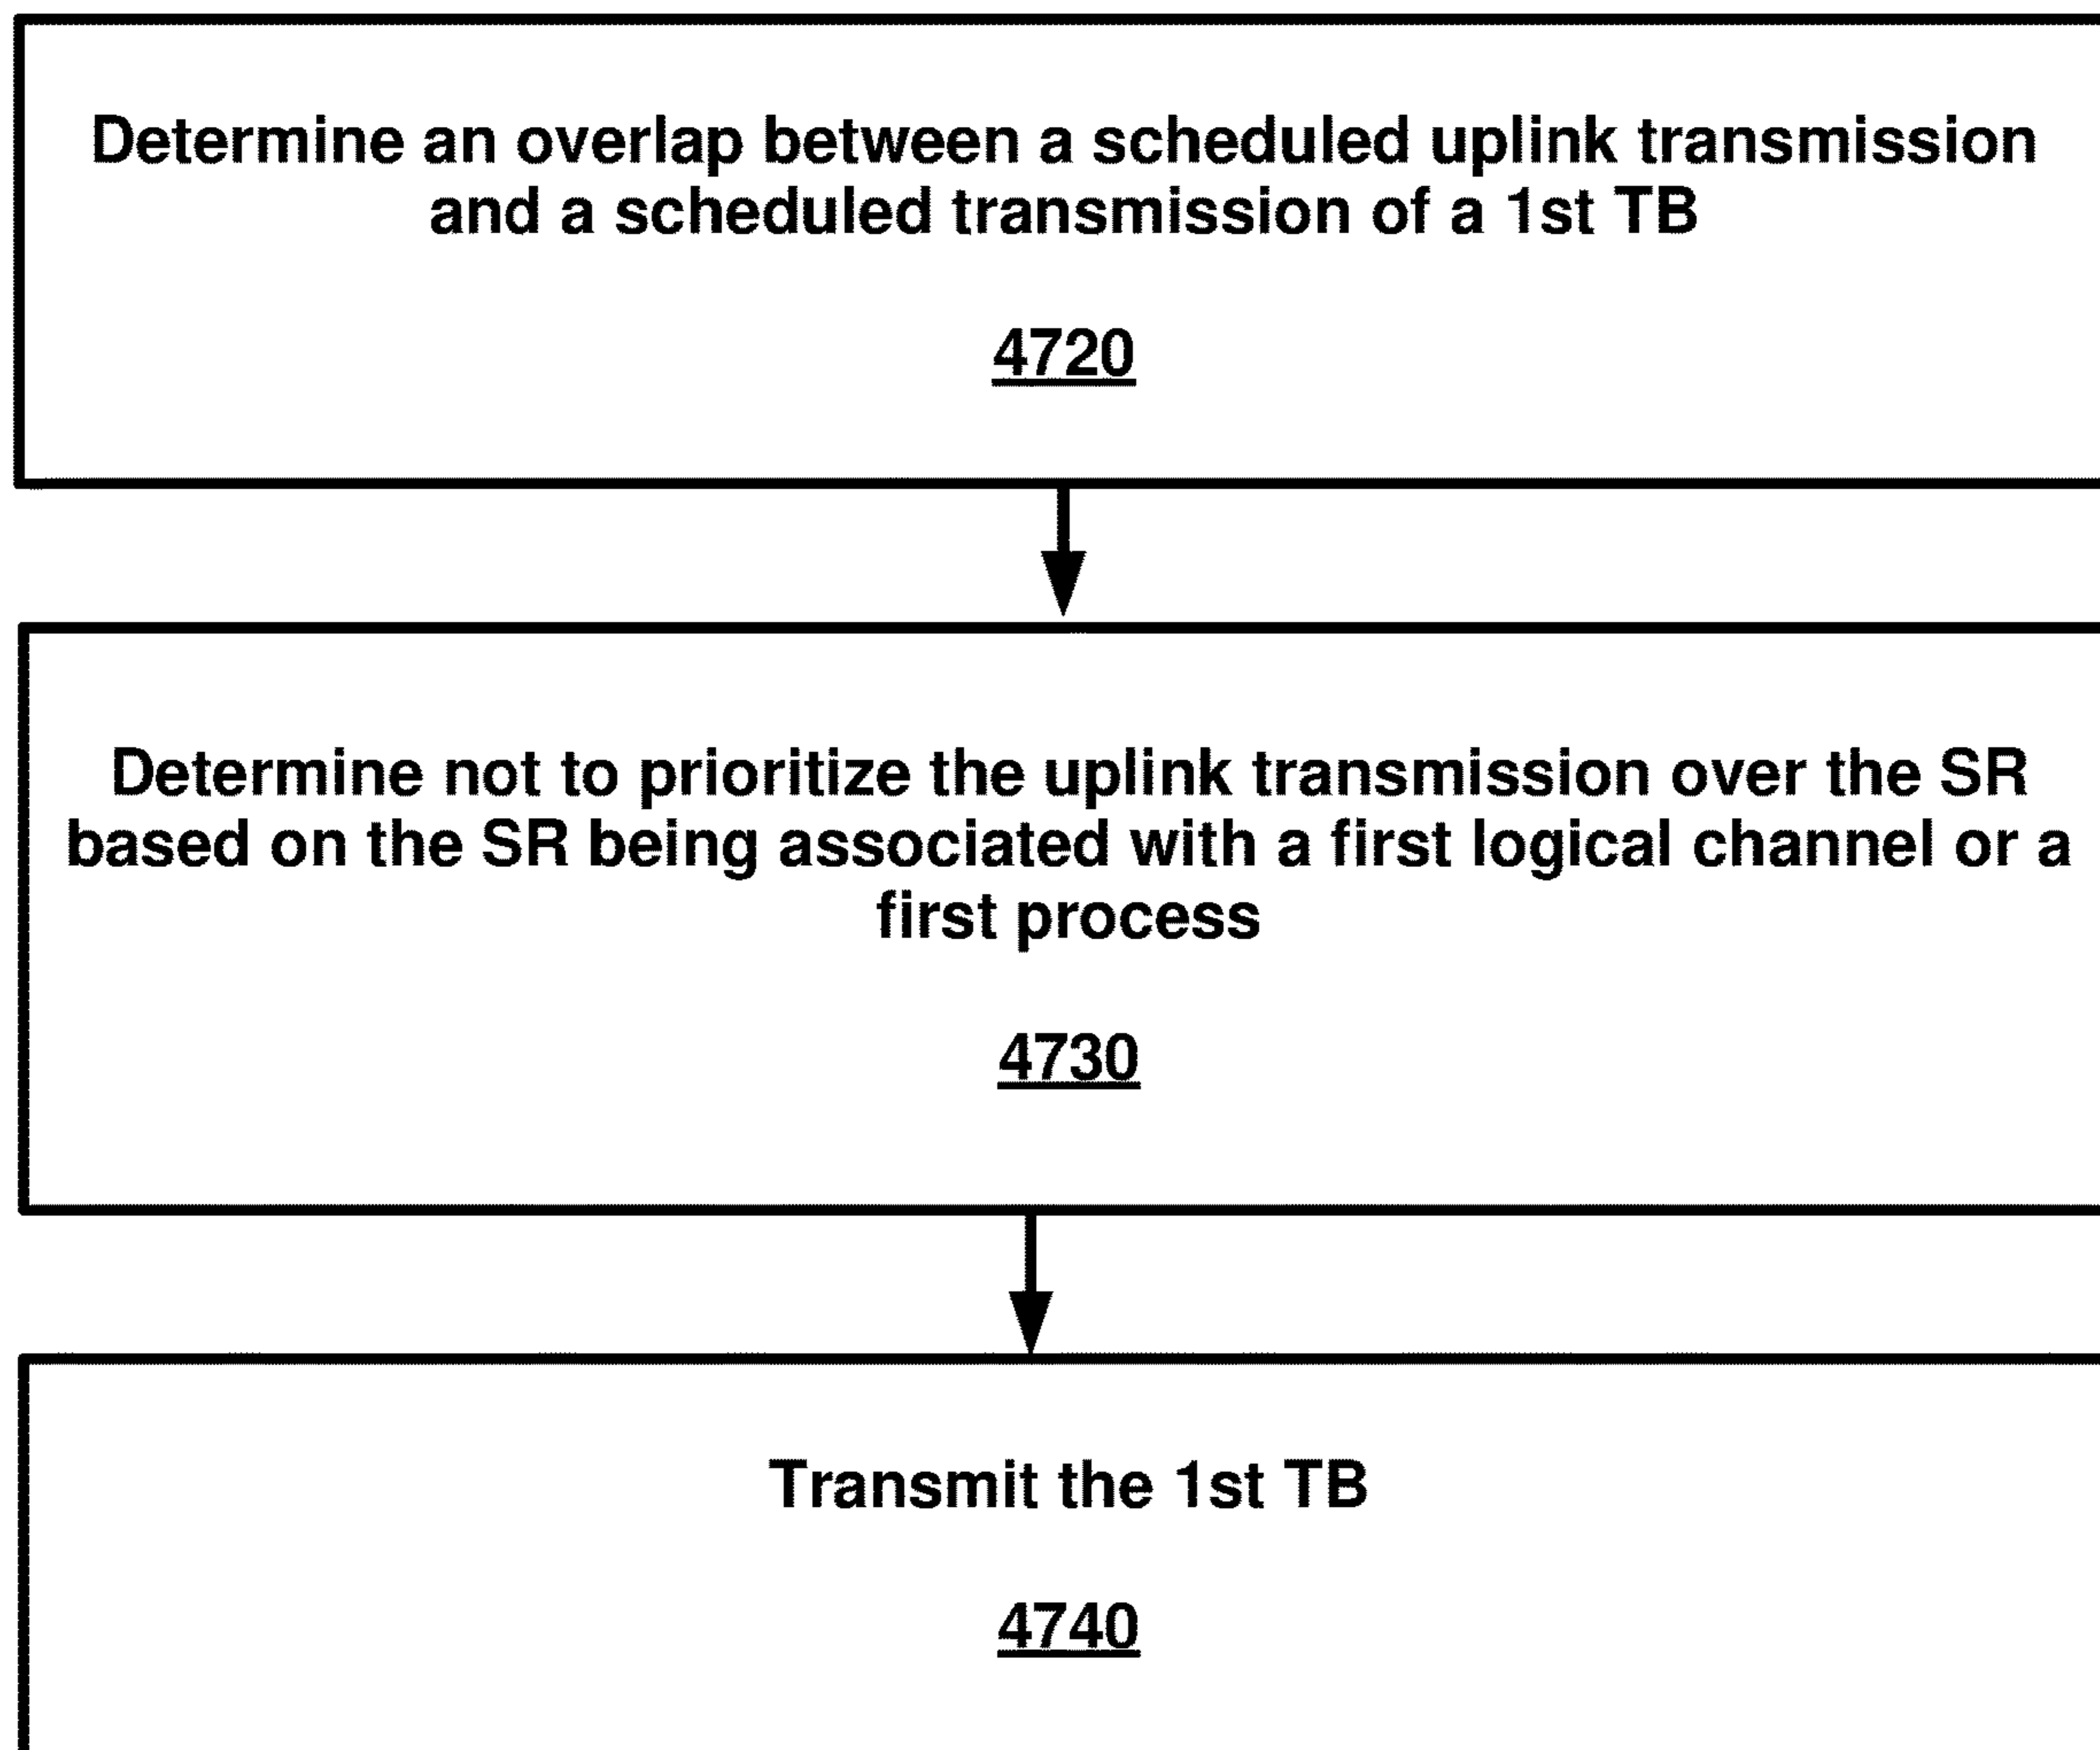 Determine an overlap between a scheduled uplink transmission
and a scheduled transmission of a 1st TB
4720
Determine not to prioritize the uplink transmission over the SR
based on the SR being associated with a first logical channel or a
first process
4730
Transmit the 1st TB
4740